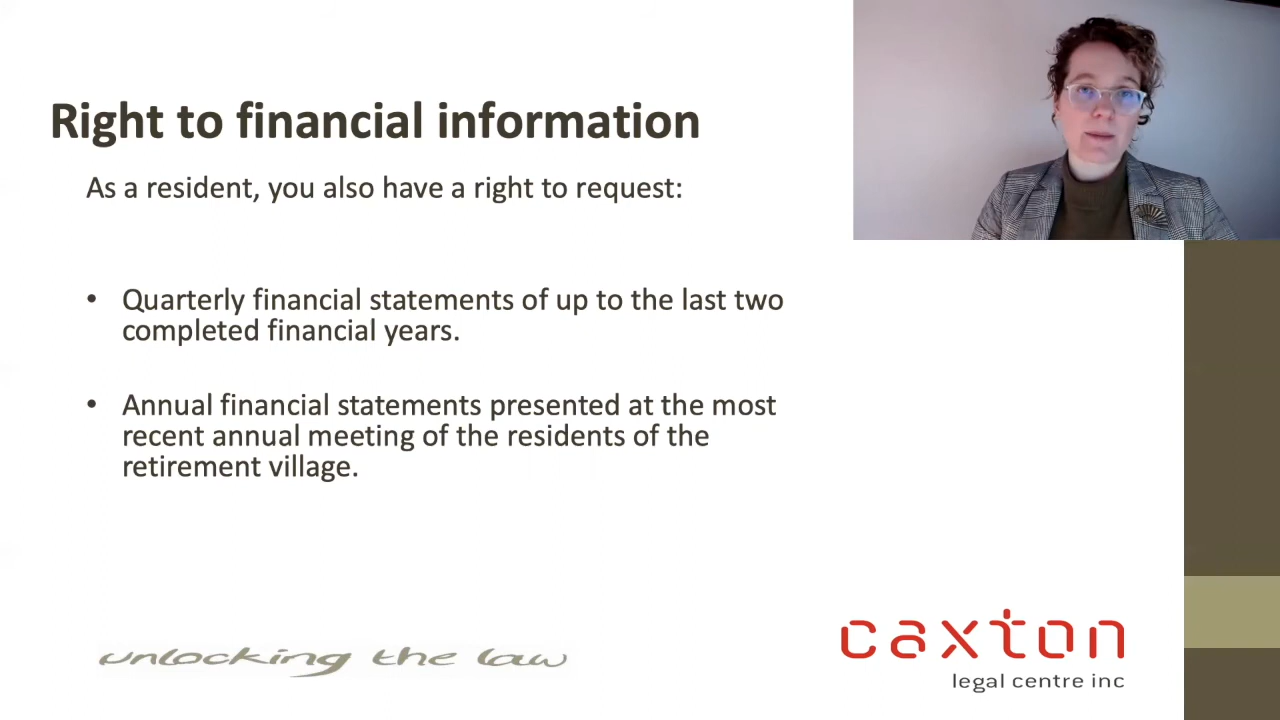 Right to financial information
As a resident, you also have a right to request:
• Quarterly financial statements of up to the last two
completed financial years.
• Annual financial statements presented at the most
recent annual meeting of the residents of the
retirement village.
unlocking the law
caxton
legal centre inc